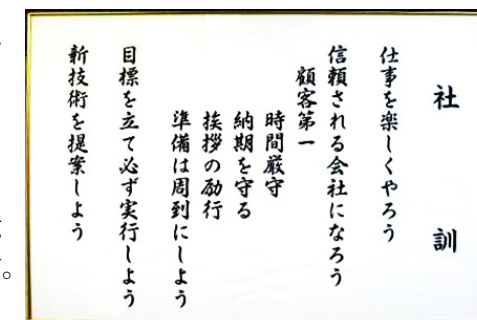 社訓
仕事を楽しくやろう
信頼される会社になろう
顧客第一
時間厳守
納期を守る
挨拶の励行
準備は周到にしよう
目標を立て必ず実行しよう
新技術を提案しよう